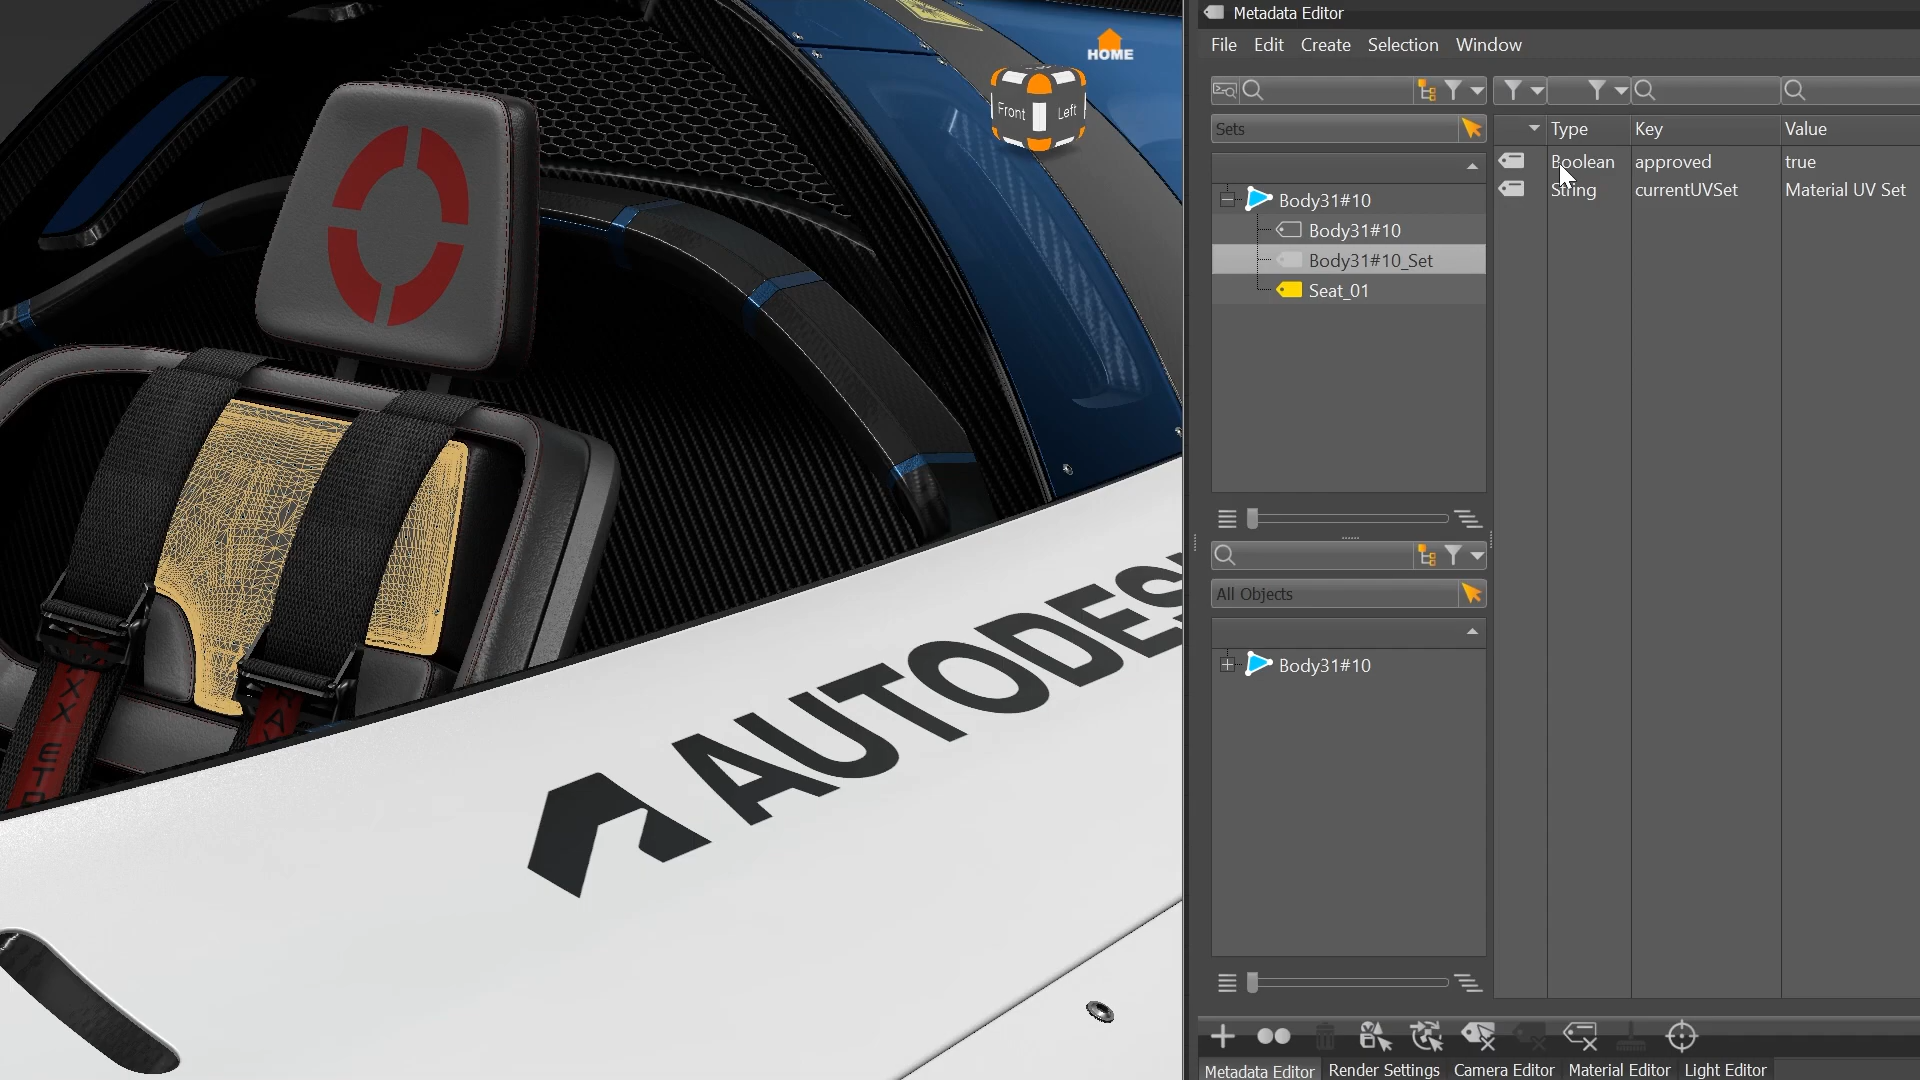 Metadata Editor
File Edit Create Selection Window
HOME
Front
Left
Sets
Type Key Value
Boolean approved true
String currentUVSet Material UV Set
Body31#10
Body31#10
Body31#10_Set
Seat_01
All Objects
Body31#10
AUTODES
Metadata Editor Render Settings Camera Editor Material Editor Light Editor